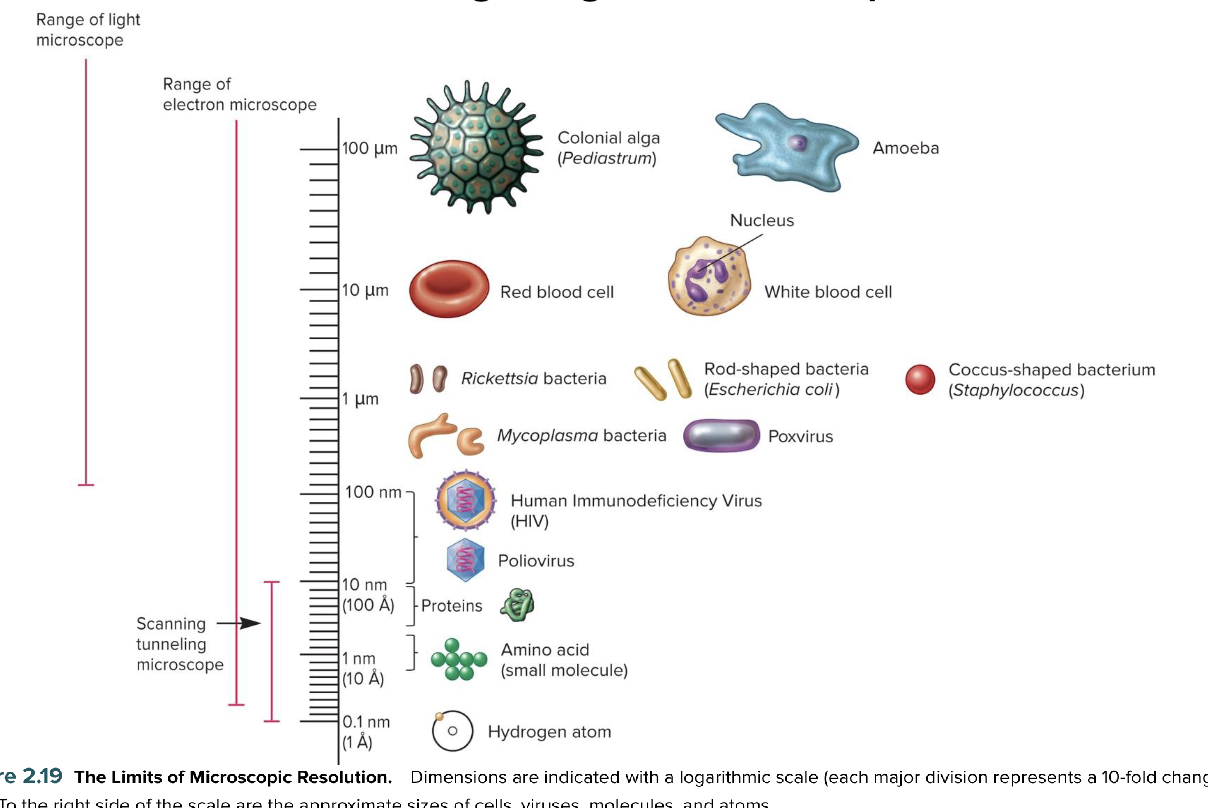 Range of light
microscope
Range of
electron microscope
100 µm
Colonial alga
(Pediastrum)
Amoeba
Nucleus
10 µm
Red blood cell
White blood cell
Rickettsia bacteria
Rod-shaped bacteria
(Escherichia coli)
Coccus-shaped bacterium
(Staphylococcus)
1 µm
Mycoplasma bacteria
Poxvirus
100 nm
Human Immunodeficiency Virus
(HIV)
Poliovirus
10 nm
(100 Å)
Proteins
Scanning
tunneling
microscope
Amino acid
(small molecule)
1 nm
(10 Å)
0.1 nm
(1 Å)
Hydrogen atom
re 2.19 The Limits of Microscopic Resolution. Dimensions are indicated with a logarithmic scale (each major division represents a 10-fold chang
To the right side of the scale are the approximate sizes of cells, viruses, molecules, and atoms.